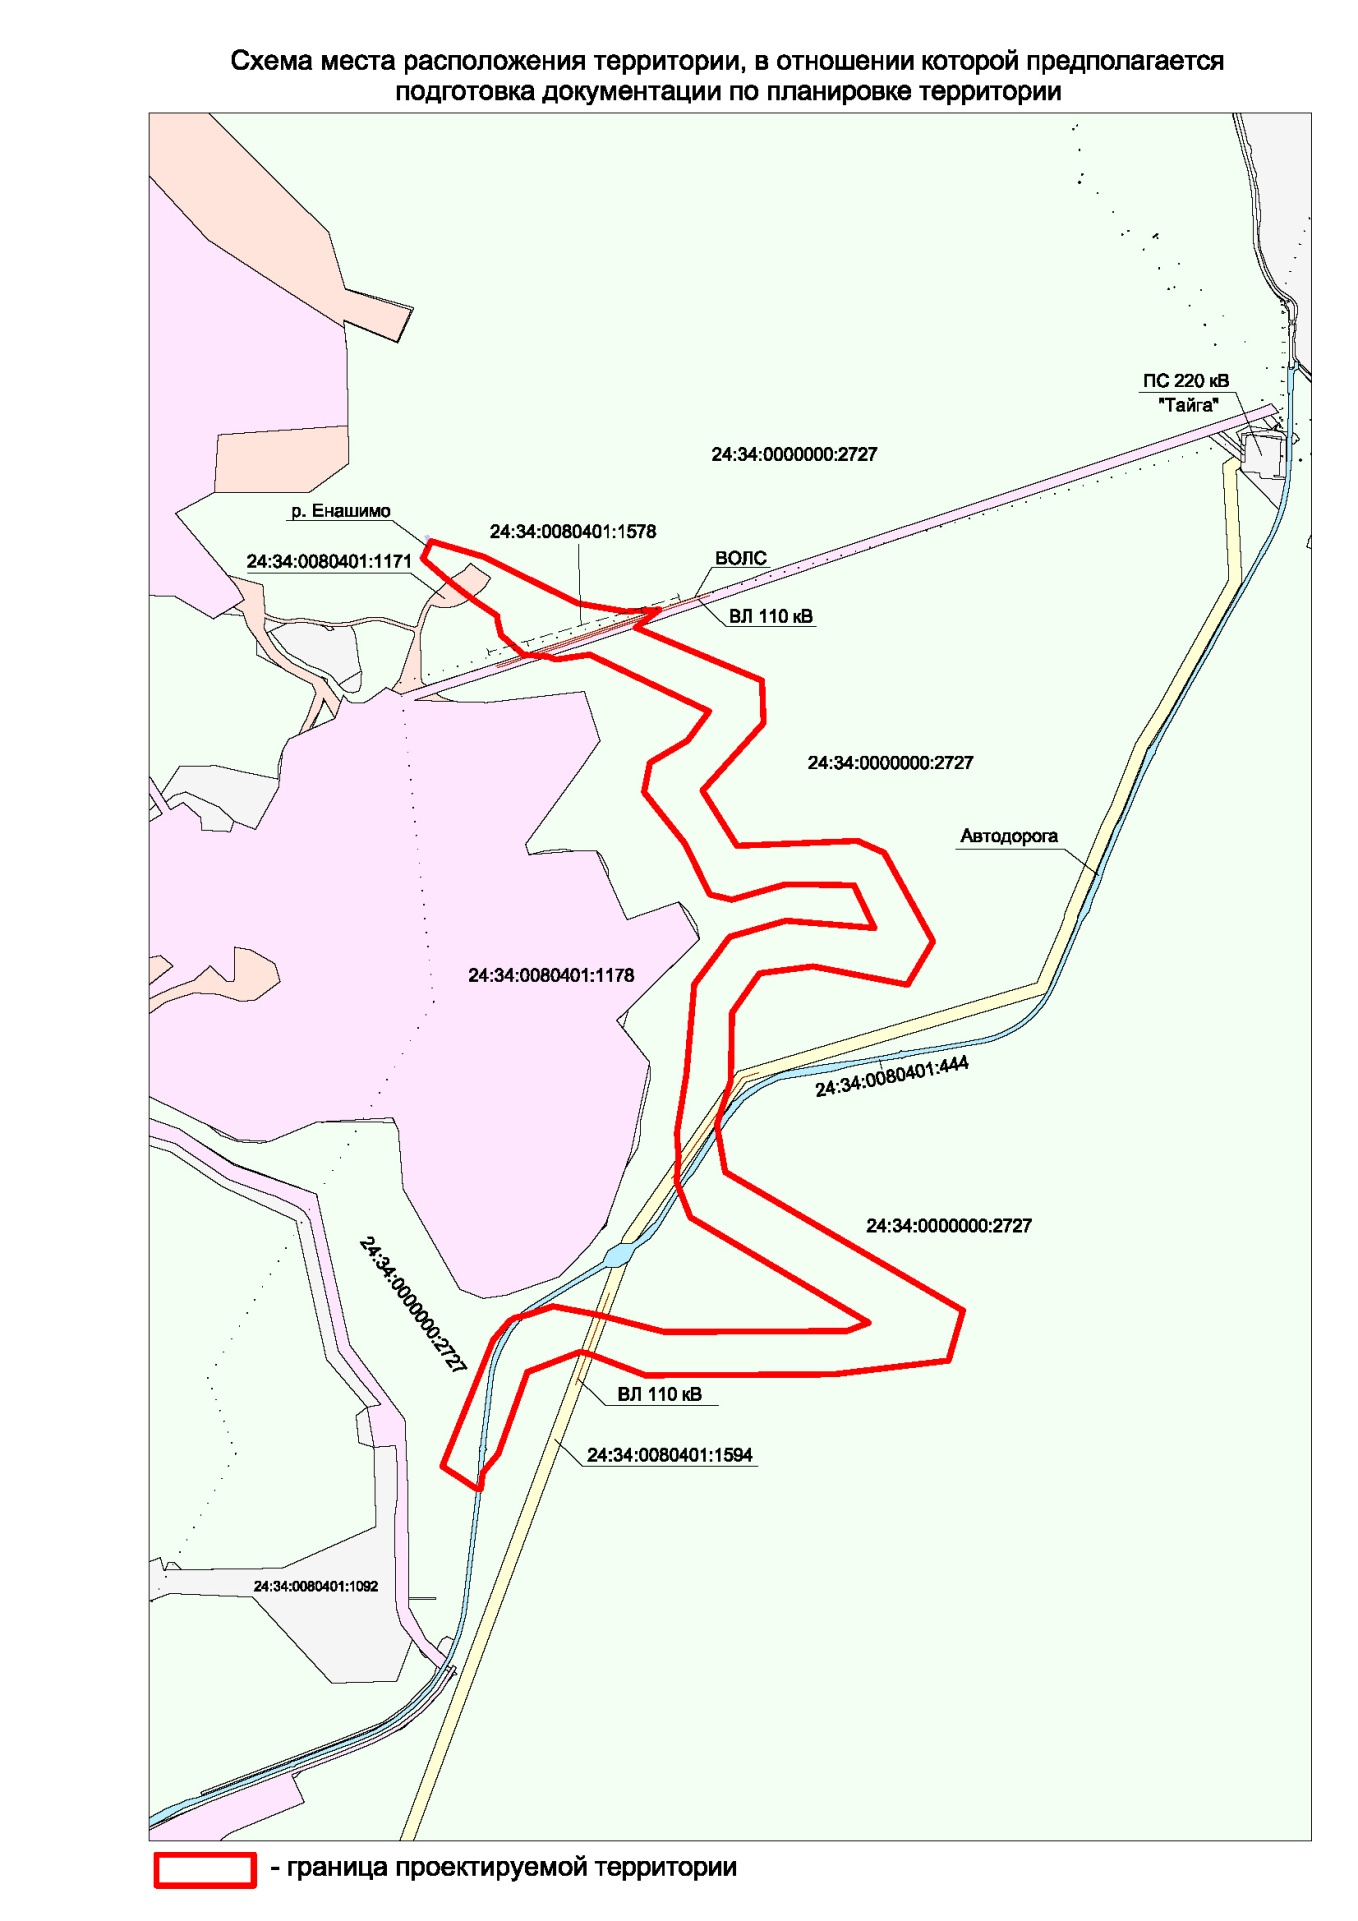 Схема места расположения территории, в отношении которой предполагается
подготовка документации по планировке территории
ПС 220 кВ
"Тайга"
24:34:0000000:2727
р. Енашимо
24:34:0080401:1578
24:34:0080401:1171
ВОЛС
ВЛ 110 кВ
24:34:0000000:2727
Автодорога
24:34:0080401:1178
24:34:0080401:444
24:34:0000000:2727
24:34:0000000:2727
ВЛ 110 кВ
24:34:0080401:1594
24:34:0080401:1092
- граница проектируемой территории